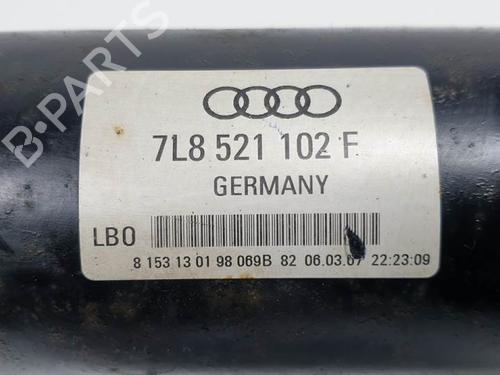 7L8 521 102 F
GERMANY
LBO
8 153 13 01 98 069B 82 06.03.07 22:23:09
B-PARTS